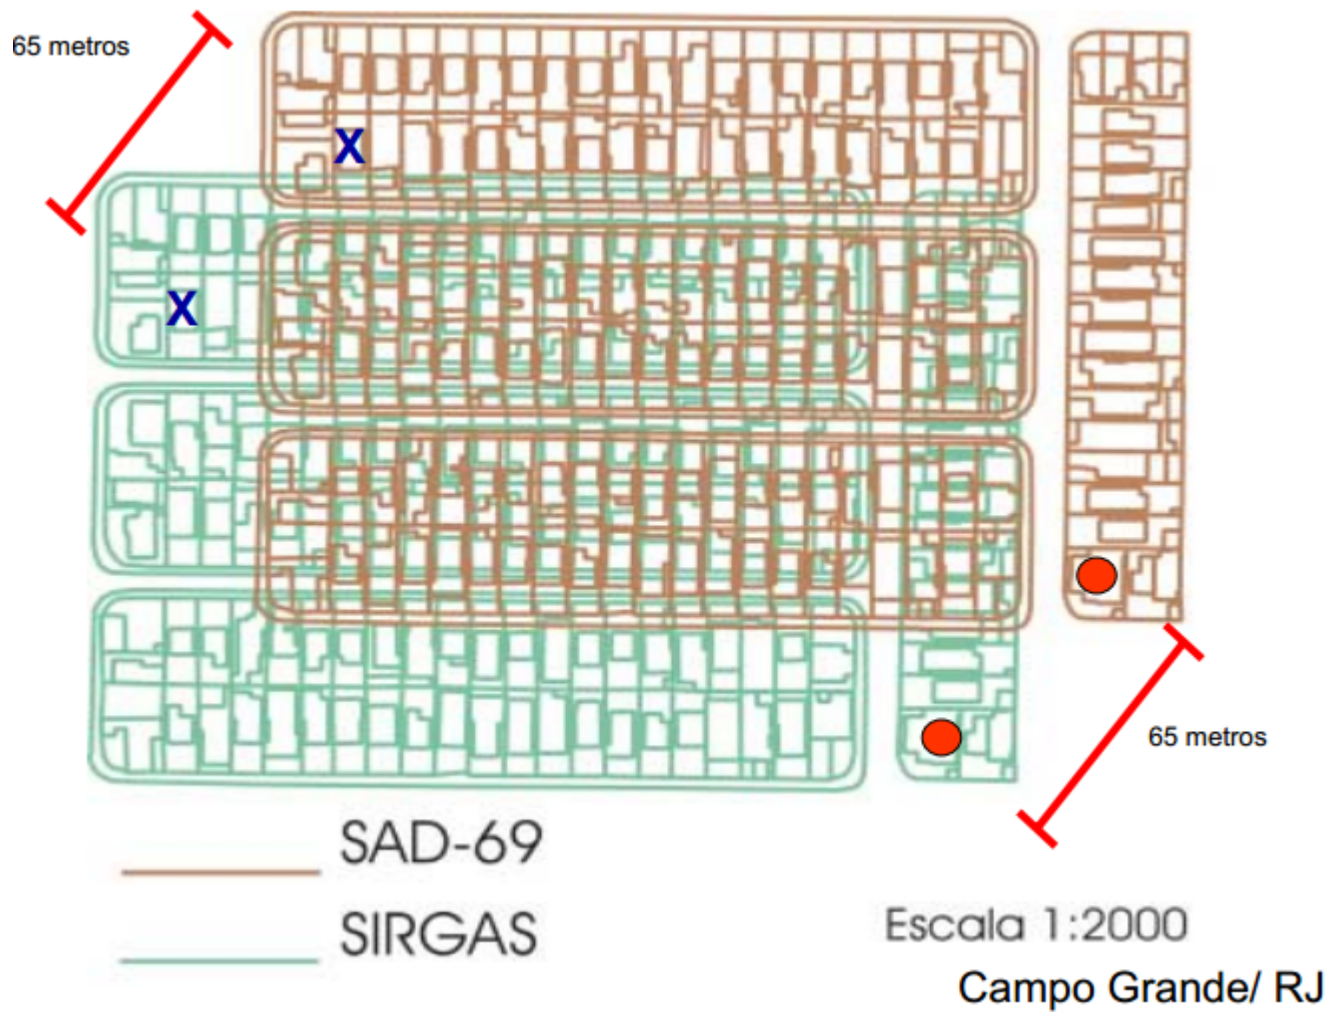 65 metros
X
X
65 metros
SAD-69
SIRGAS
Escala 1:2000
Campo Grande/ RJ